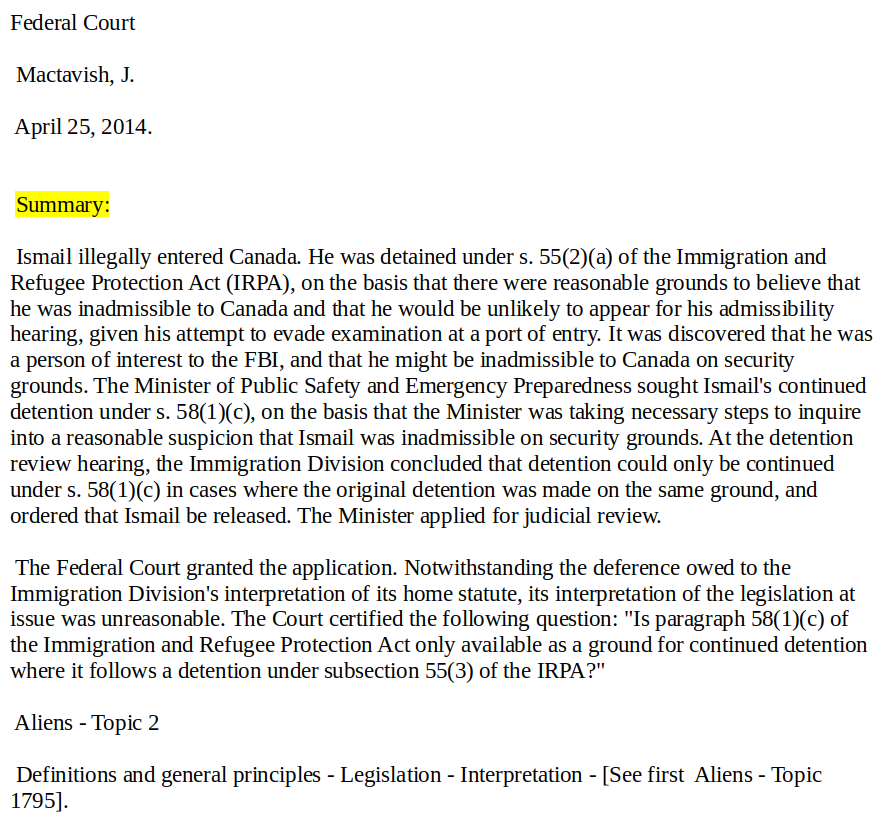 Federal Court
Mactavish, J.
April 25, 2014.
Summary:
Ismail illegally entered Canada. He was detained under s. 55(2)(a) of the Immigration and
Refugee Protection Act (IRPA), on the basis that there were reasonable grounds to believe that
he was inadmissible to Canada and that he would be unlikely to appear for his admissibility
hearing, given his attempt to evade examination at a port of entry. It was discovered that he was
a person of interest to the FBI, and that he might be inadmissible to Canada on security
grounds. The Minister of Public Safety and Emergency Preparedness sought Ismail's continued
detention under s. 58(1)(c), on the basis that the Minister was taking necessary steps to inquire
into a reasonable suspicion that Ismail was inadmissible on security grounds. At the detention
review hearing, the Immigration Division concluded that detention could only be continued
under s. 58(1)(c) in cases where the original detention was made on the same ground, and
ordered that Ismail be released. The Minister applied for judicial review.
The Federal Court granted the application. Notwithstanding the deference owed to the
Immigration Division's interpretation of its home statute, its interpretation of the legislation at
issue was unreasonable. The Court certified the following question: "Is paragraph 58(1)(c) of
the Immigration and Refugee Protection Act only available as a ground for continued detention
where it follows a detention under subsection 55(3) of the IRPA?"
Aliens - Topic 2
Definitions and general principles - Legislation - Interpretation - [See first Aliens - Topic
1795].